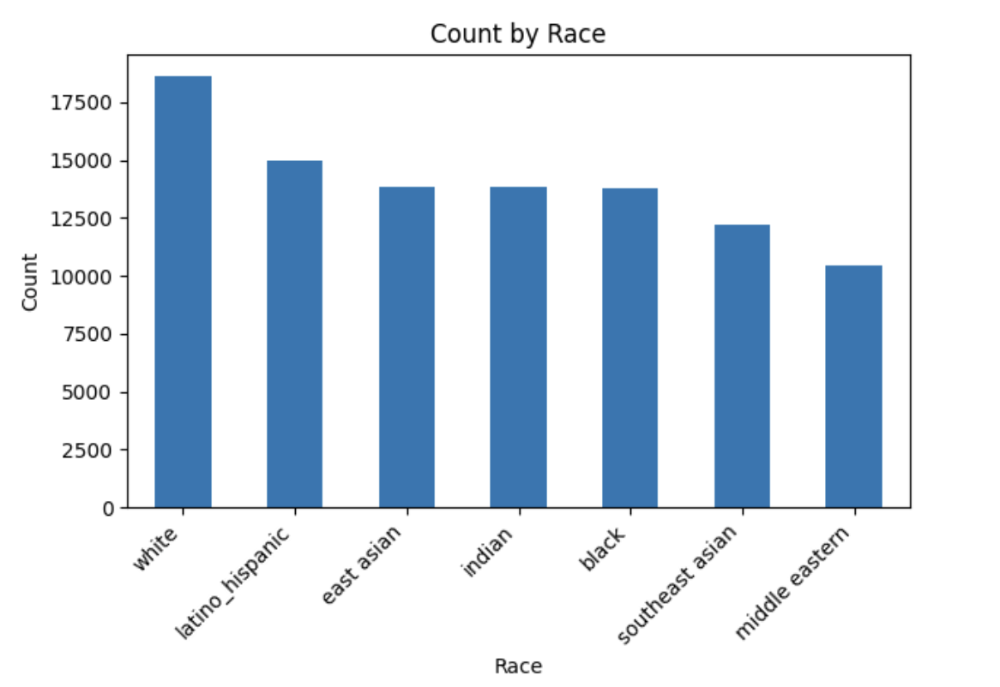 Count by Race
17500
15000
12500
10000
7500
5000
2500
0
Count
white
latino_hispanic
east asian
indian
black
southeast asian
middle eastern
Race